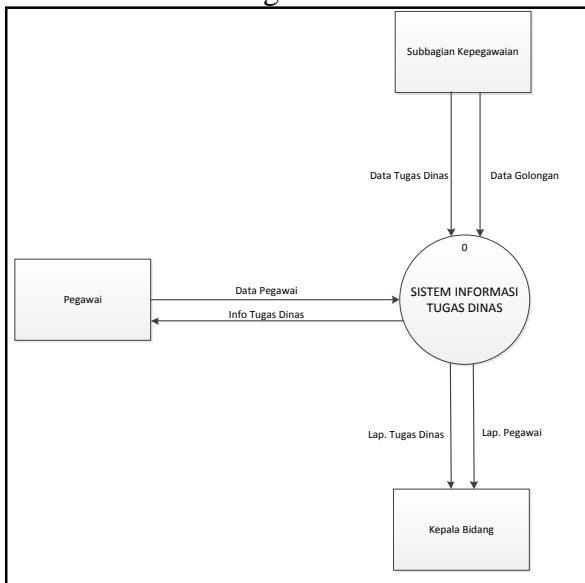 Subbagian Kepegawaian
Data Tugas Dinas
Data Golongan
0
SISTEM INFORMASI
TUGAS DINAS
Pegawai
Data Pegawai
Info Tugas Dinas
Lap. Tugas Dinas
Lap. Pegawai
Kepala Bidang